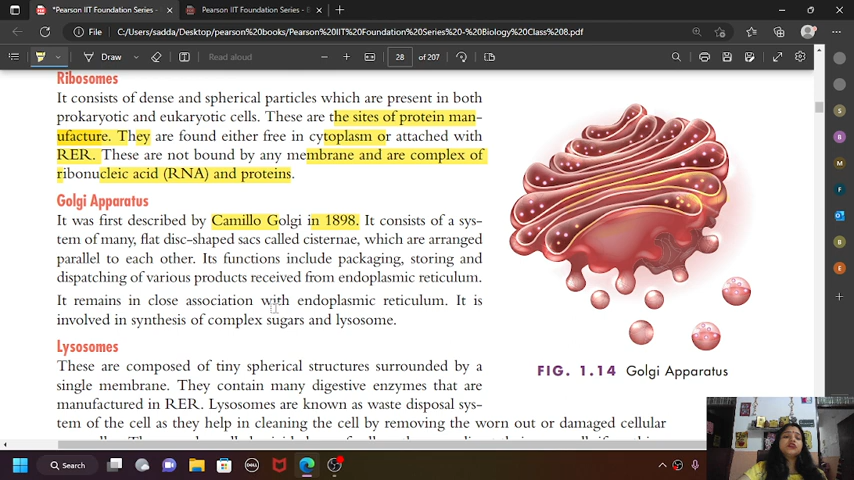 *Pearson IIT Foundation Series -
Pearson IIT Foundation Series - B
File
C:/Users/sadda/Desktop/pearson%20books/Pearson%20IIT%20Foundation%20Series%20-%20Biology%20Class%208.pdf
Draw
Read aloud
28
of 207
Ribosomes
It consists of dense and spherical particles which are present in both
prokaryotic and eukaryotic cells. These are the sites of protein man-
ufacture. They are found either free in cytoplasm or attached with
RER. These are not bound by any membrane and are complex of
ribonucleic acid (RNA) and proteins.
Golgi Apparatus
It was first described by Camillo Golgi in 1898. It consists of a sys-
tem of many, flat disc-shaped sacs called cisternae, which are arranged
parallel to each other. Its functions include packaging, storing and
dispatching of various products received from endoplasmic reticulum.
It remains in close association with endoplasmic reticulum. It is
involved in synthesis of complex sugars and lysosome.
FIG. 1.14 Golgi Apparatus
Lysosomes
These are composed of tiny spherical structures surrounded by a
single membrane. They contain many digestive enzymes that are
manufactured in RER. Lysosomes are known as waste disposal sys-
tem of the cell as they help in cleaning the cell by removing the worn out or damaged cellular
S
B
M
F
B
E
Search
DELL